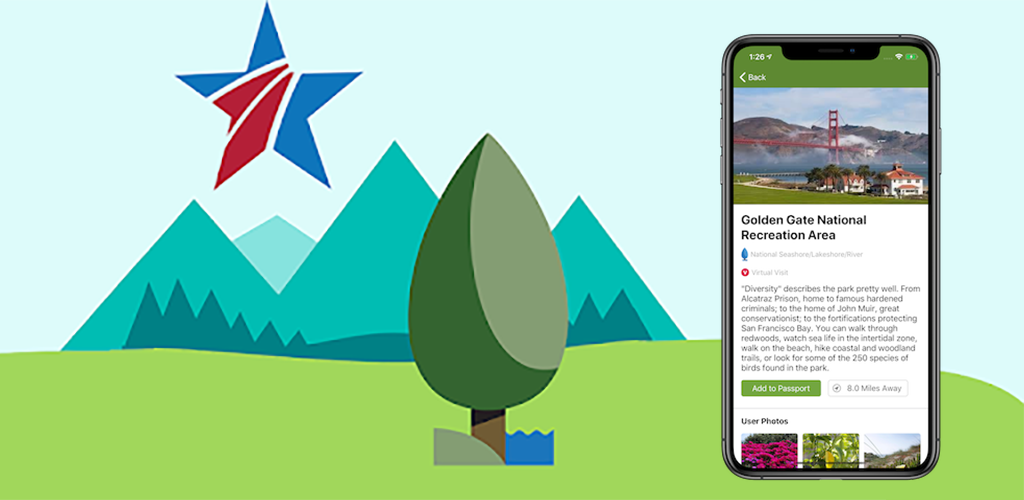 1:26
Back
Golden Gate National
Recreation Area
National Seashore/Lakeshore/River
Virtual Visit
"Diversity" describes the park pretty well. From
Alcatraz Prison, home to famous hardened
criminals; to the home of John Muir, great
conservationist; to the fortifications protecting
San Francisco Bay. You can walk through
redwoods, watch sea life in the intertidal zone,
walk on the beach, hike coastal and woodland
trails, or look for some of the 250 species of
birds found in the park.
Add to Passport
8.0 Miles Away
User Photos